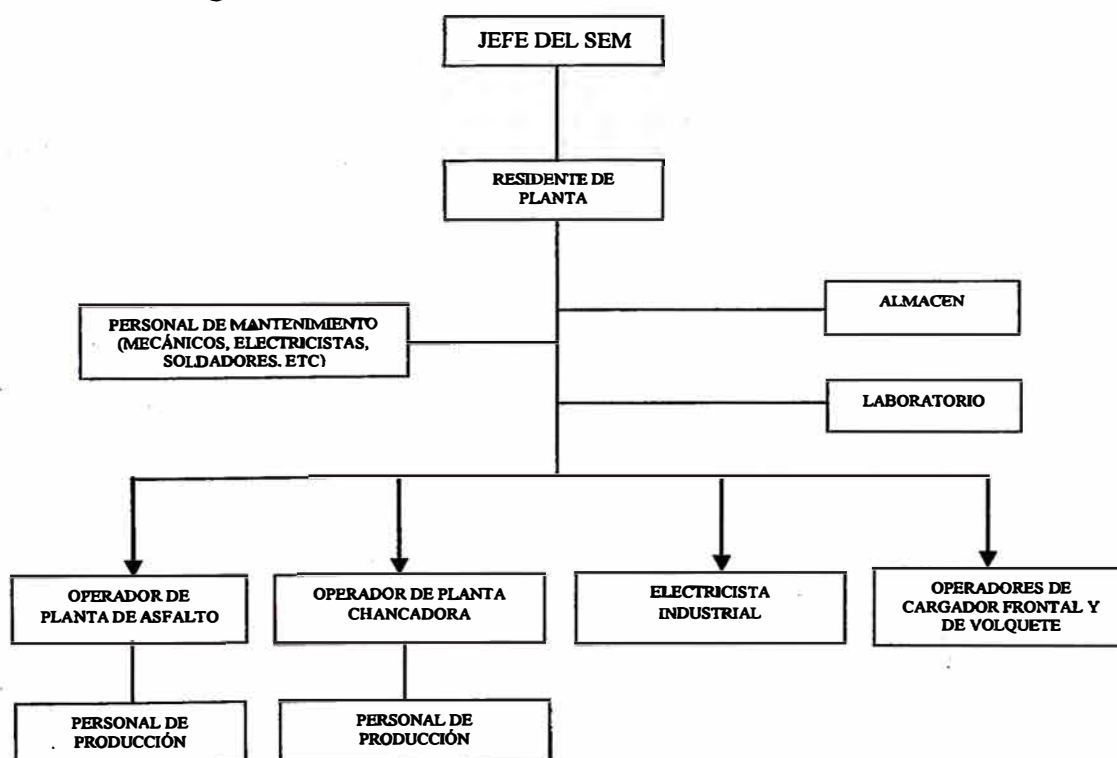 JEFE DEL SEM
RESIDENTE DE
PLANTA
ALMACEN
PERSONAL DE MANTENIMIENTO
(MECÁNICOS, ELECTRICISTAS,
SOLDADORES. ETC)
LABORATORIO
OPERADOR DE
PLANTA DE ASFALTO
OPERADOR DE PLANTA
CHANCADORA
ELECTRICISTA
INDUSTRIAL
OPERADORES DE
CARGADOR FRONTAL Y
DE VOLQUETE
PERSONAL DE
PRODUCCIÓN
PERSONAL DE
PRODUCCIÓN